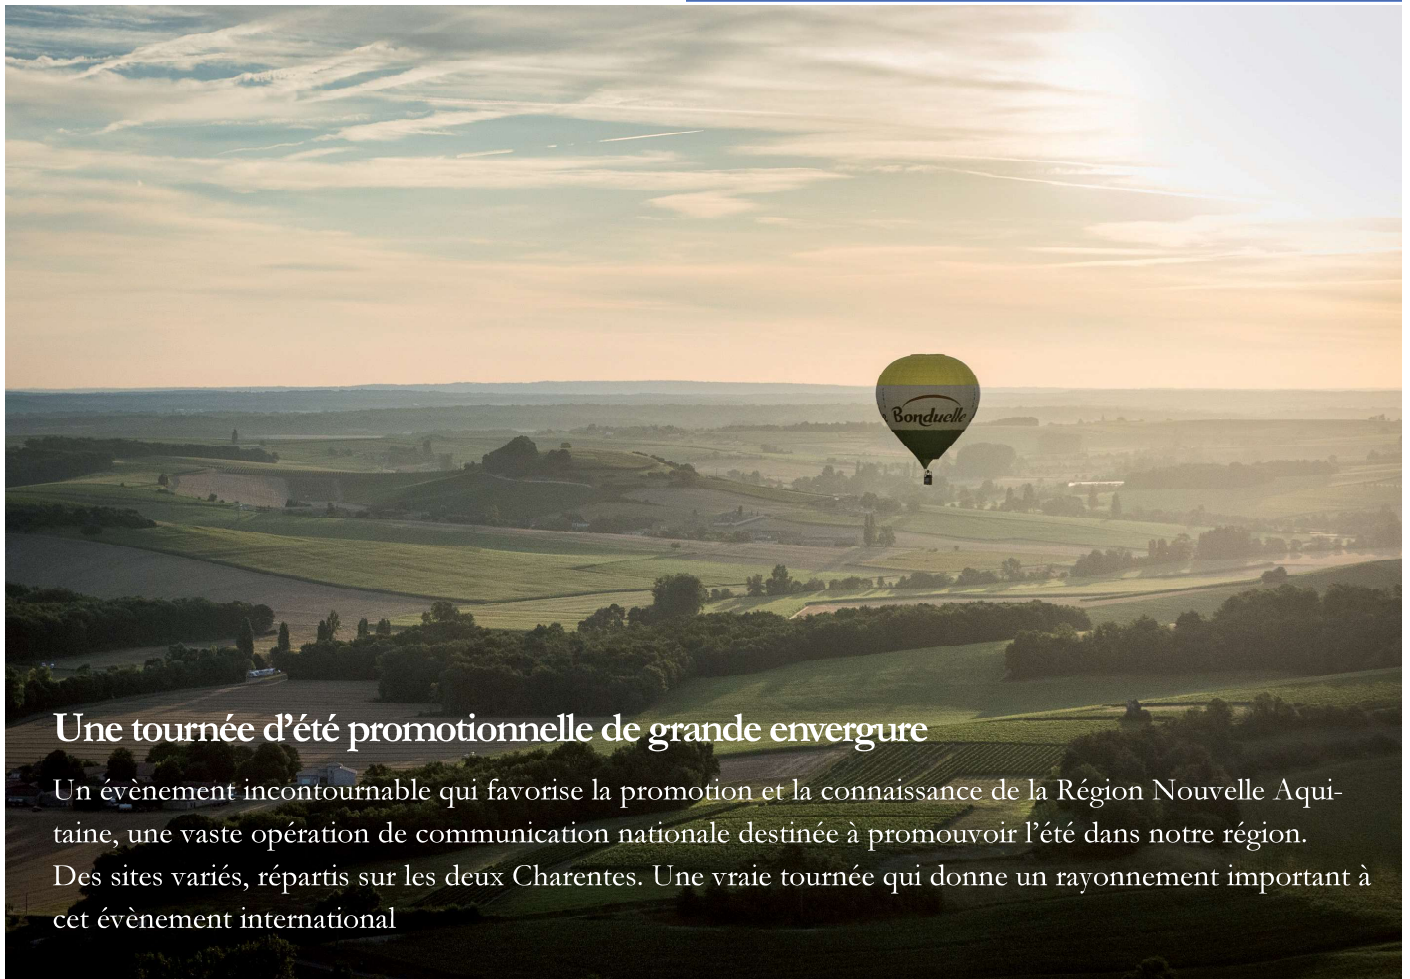 Bonduelle
Une tournée d’été promotionnelle de grande envergure
Un évènement incontournable qui favorise la promotion et la connaissance de la Région Nouvelle Aqui-
taine, une vaste opération de communication nationale destinée à promouvoir l’été dans notre région.
Des sites variés, répartis sur les deux Charentes. Une vraie tournée qui donne un rayonnement important à
cet évènement international